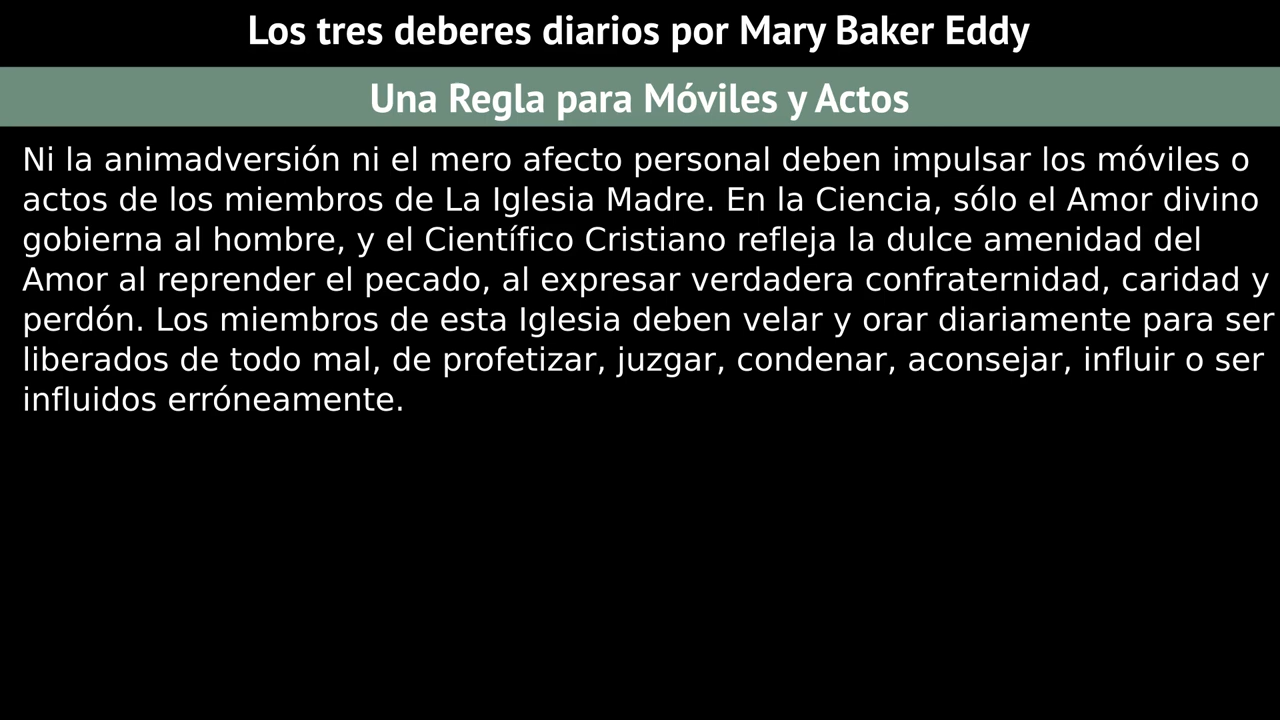 Los tres deberes diarios por Mary Baker Eddy
Una Regla para Móviles y Actos
Ni la animadversión ni el mero afecto personal deben impulsar los móviles o
actos de los miembros de La Iglesia Madre. En la Ciencia, sólo el Amor divino
gobierna al hombre, y el Científico Cristiano refleja la dulce amenidad del
Amor al reprender el pecado, al expresar verdadera confraternidad, caridad y
perdón. Los miembros de esta Iglesia deben velar y orar diariamente para ser
liberados de todo mal, de profetizar, juzgar, condenar, aconsejar, influir o ser
influidos erróneamente.